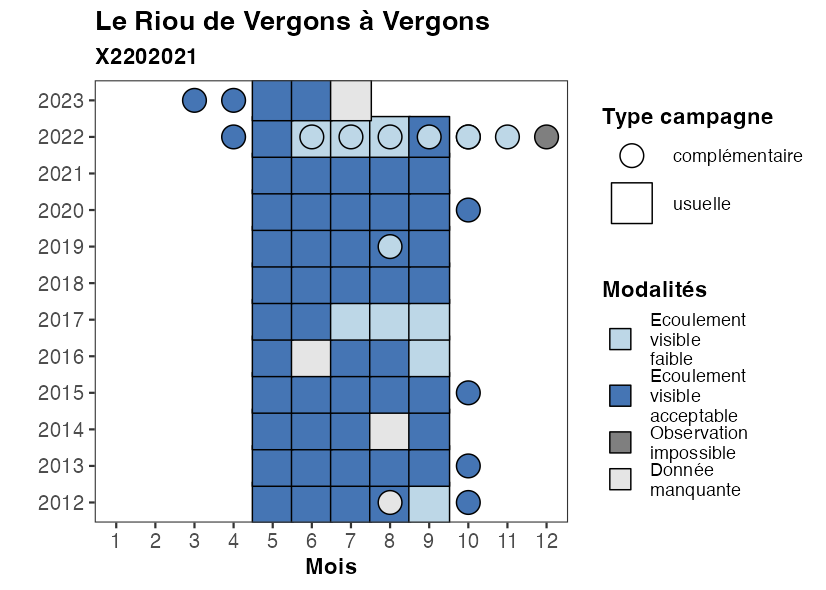 Le Riou de Vergons à Vergons
X2202021
2023
2022
2021
2020
2019
2018
2017
2016
2015
2014
2013
2012
1 2 3 4 5 6 7 8 9 10 11 12
Mois
Type campagne
complémentaire
usuelle
Modalités
Ecoulement
visible
faible
Ecoulement
visible
acceptable
Observation
impossible
Donnée
manquante